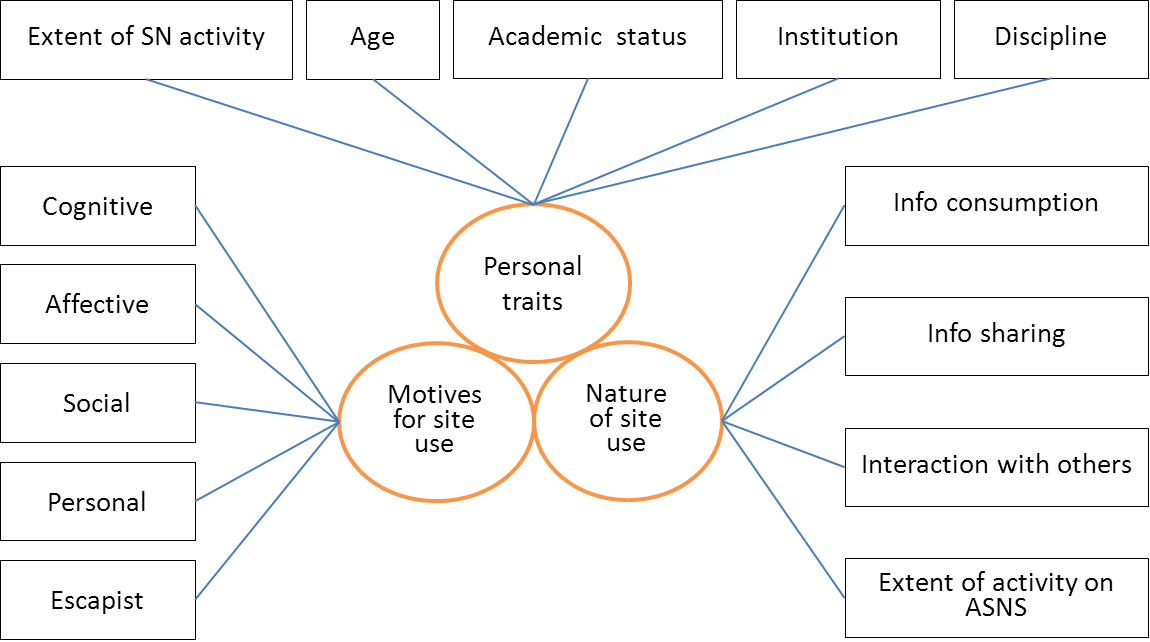 Extent of SN activity
Age
Academic status
Institution
Discipline
Cognitive
Affective
Social
Personal
Escapist
Personal
traits
Motives
for site
use
Nature
of site
use
Info consumption
Info sharing
Interaction with others
Extent of activity on
ASNS